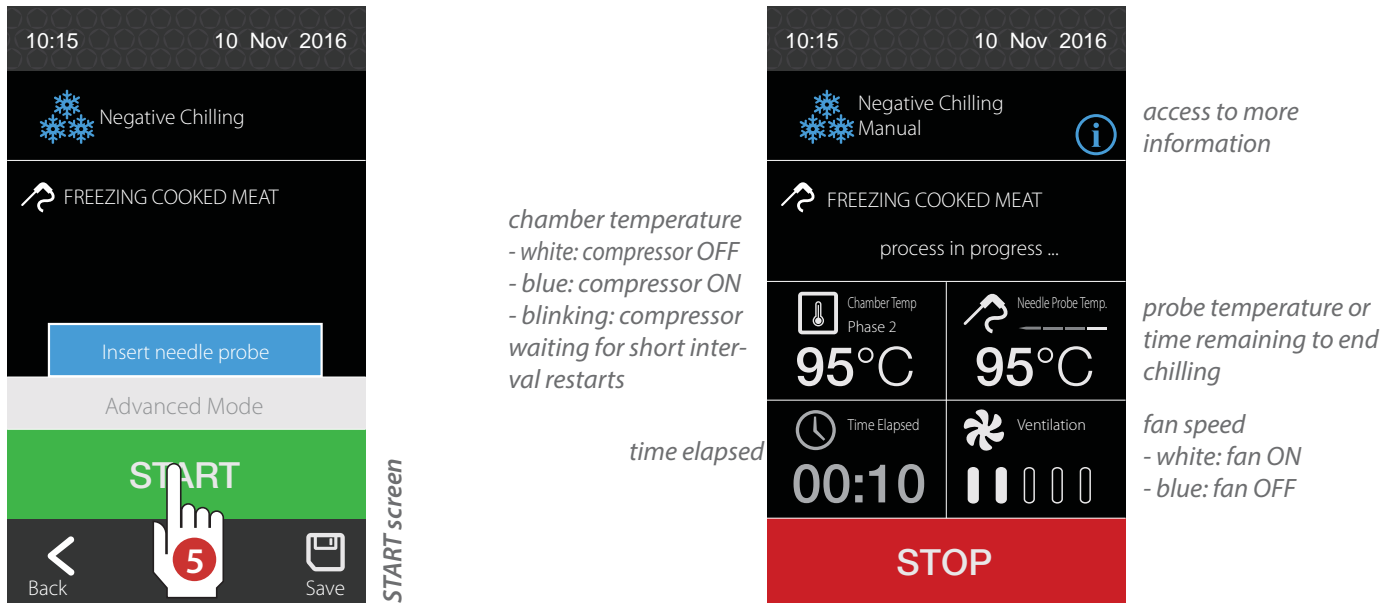 10:15 10 Nov 2016
Negative Chilling
FREEZING COOKED MEAT
Insert needle probe
Advanced Mode
START
5
Back
Save
START screen
chamber temperature
- white: compressor OFF
- blue: compressor ON
- blinking: compressor
waiting for short inter-
val restarts
time elapsed
10:15 10 Nov 2016
Negative Chilling
Manual
i
FREEZING COOKED MEAT
process in progress ...
Chamber Temp
Phase 2
95°C
Needle Probe Temp.
95°C
Time Elapsed
00:10
Ventilation
STOP
access to more
information
probe temperature or
time remaining to end
chilling
fan speed
- white: fan ON
- blue: fan OFF